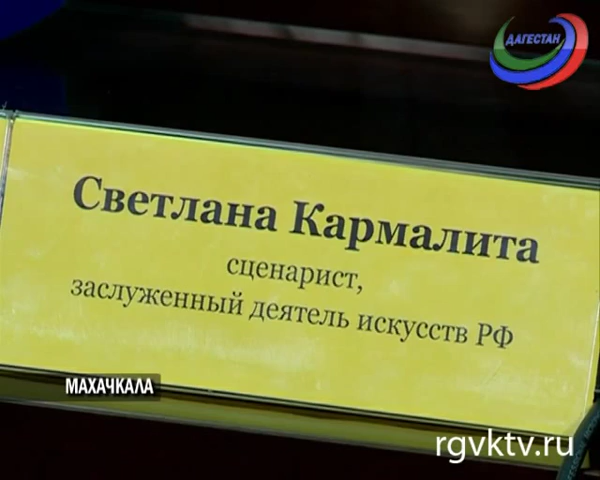 ДАГЕСТАН
Светлана Кармалита
сценарист,
заслуженный деятель искусств РФ
МАХАЧКАЛА
rgvktv.ru